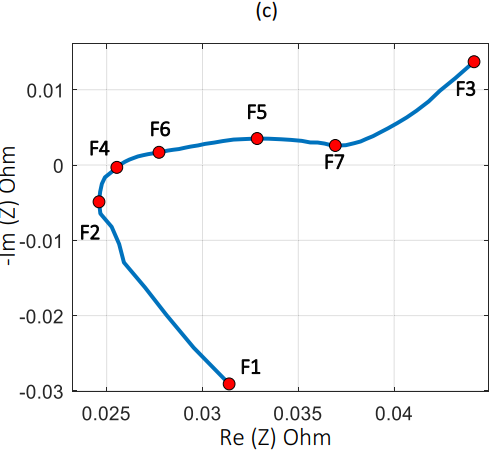 (c)
0.01
0
-0.01
-0.02
-0.03
-Im (Z) Ohm
F3
F5
F6
F4
F7
F2
F1
0.025
0.03
0.035
0.04
Re (Z) Ohm